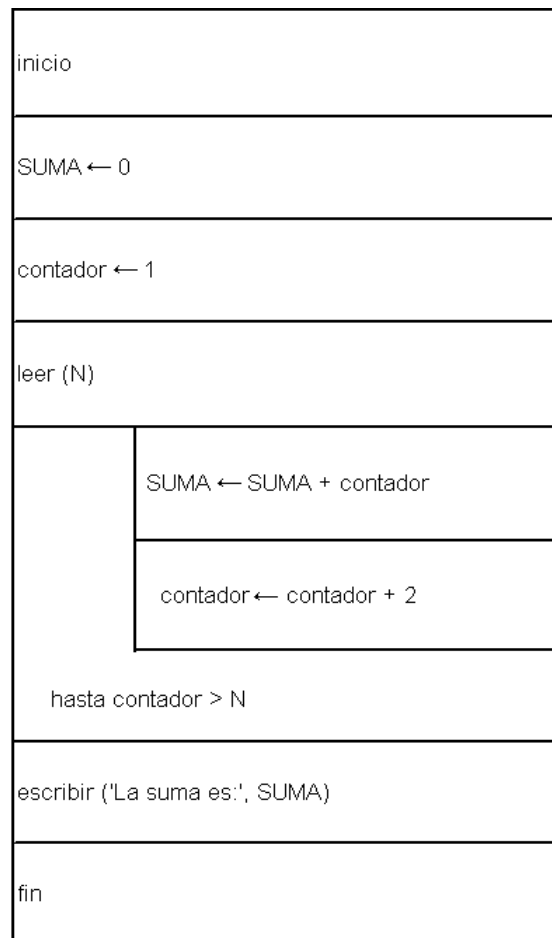 inicio
SUMA ← 0
contador ← 1
leer (N)
SUMA ← SUMA + contador
contador ← contador + 2
hasta contador > N
escribir ('La suma es:', SUMA)
fin